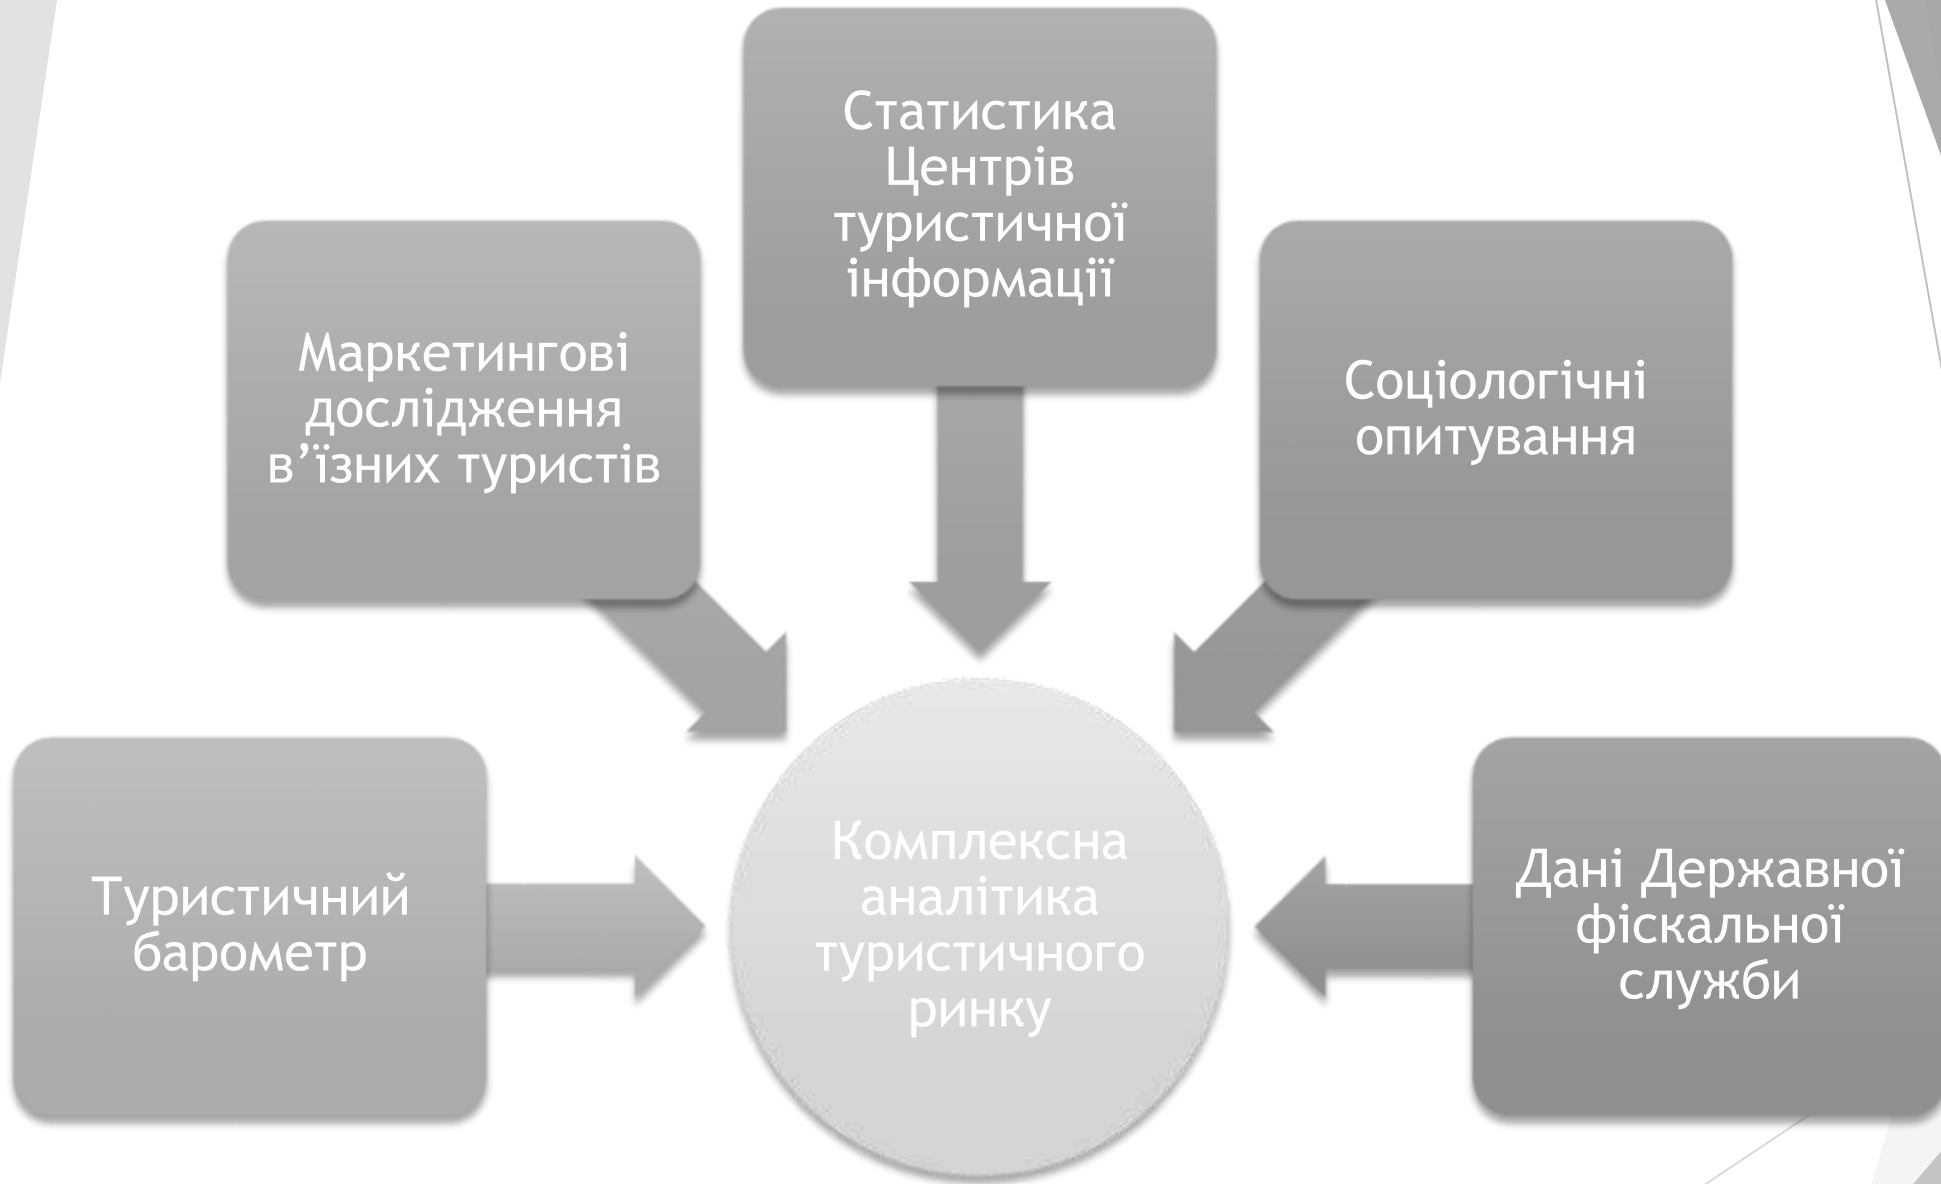 Статистика
Центрів
туристичної
інформації
Маркетингові
дослідження
в’їзних туристів
Соціологічні
опитування
Туристичний
барометр
Комплексна
аналітика
туристичного
ринку
Дані Державної
фіскальної
служби